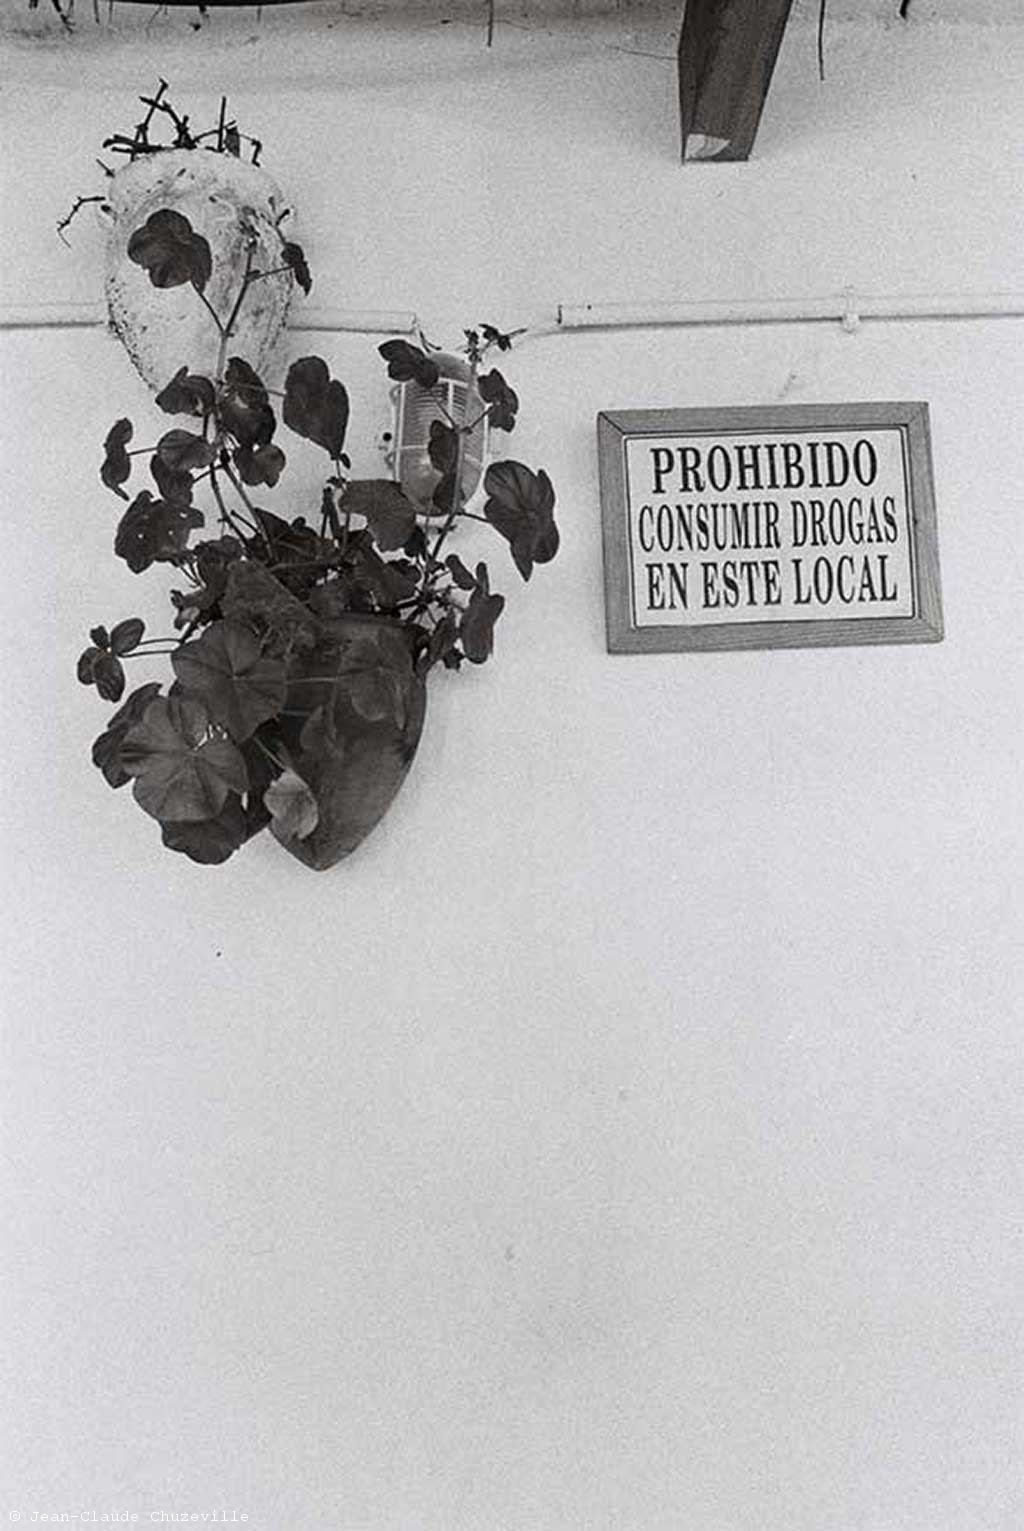 PROHIBIDO
CONSUMIR DROGAS
EN ESTE LOCAL
© Jean-Claude Chuzeville